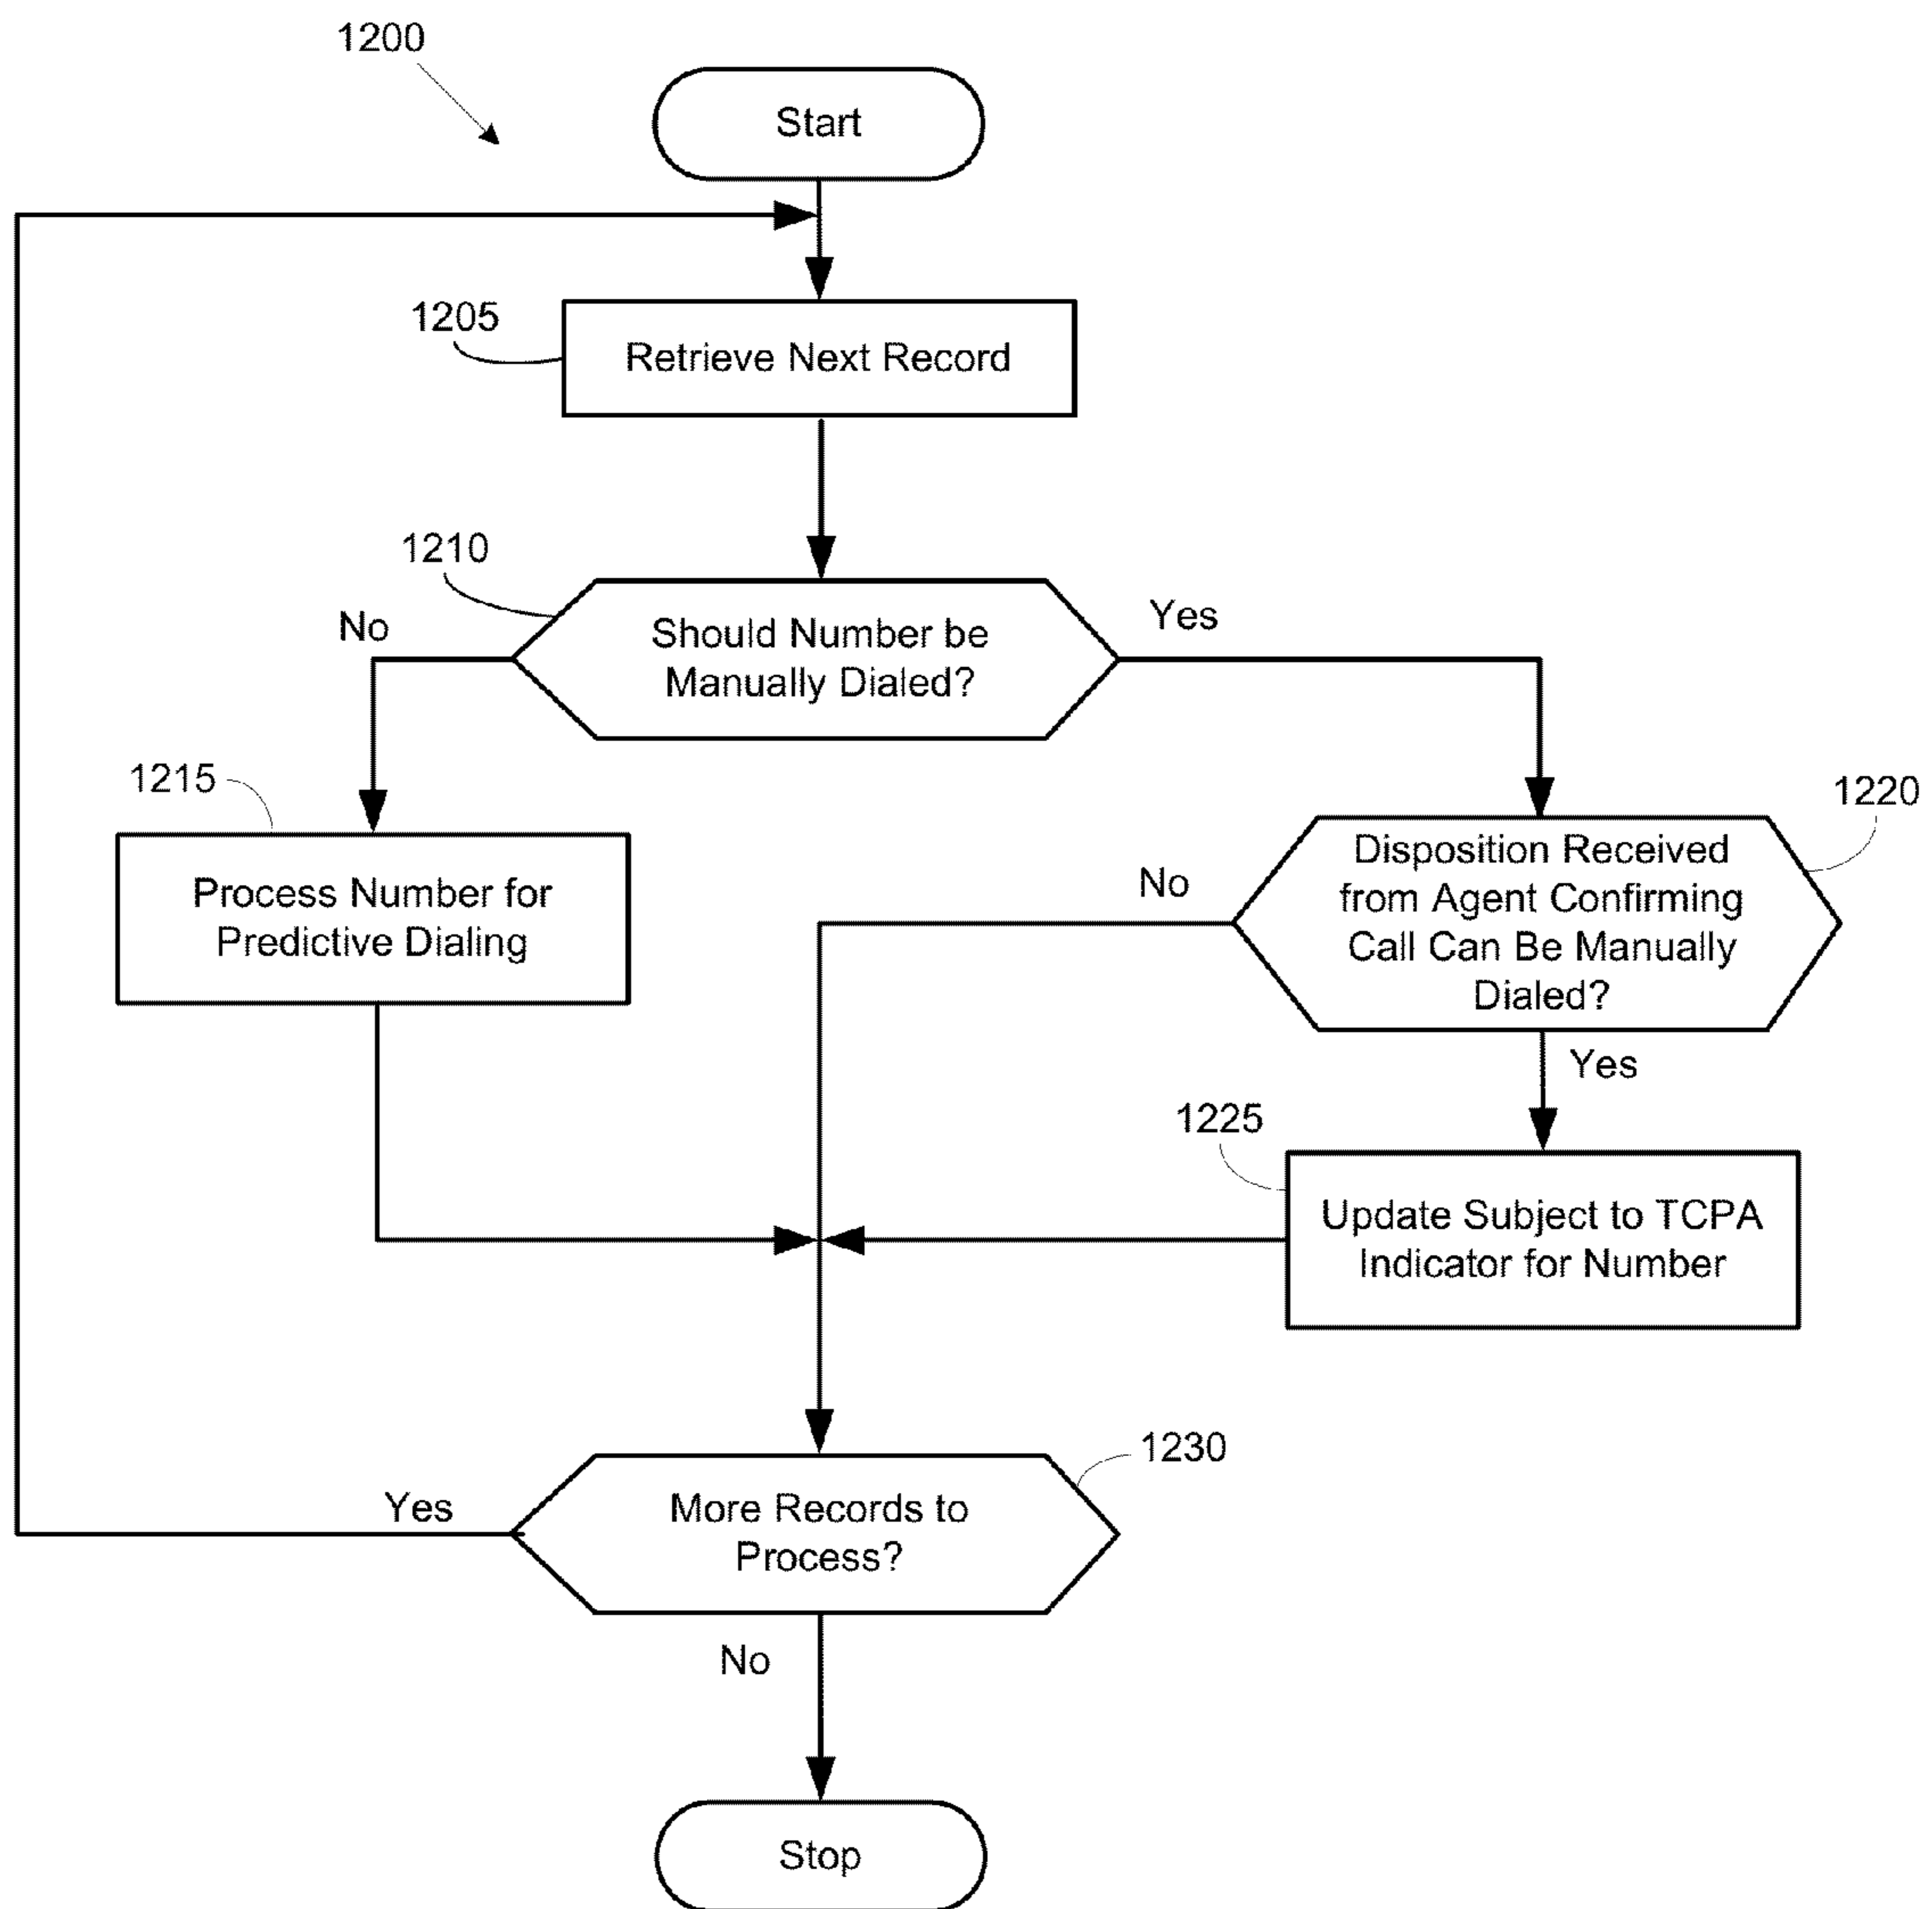 1200
Start
1205
Retrieve Next Record
1210
No
Should Number be
Manually Dialed?
Yes
1215
Process Number for
Predictive Dialing
1220
No
Disposition Received
from Agent Confirming
Call Can Be Manually
Dialed?
Yes
1225
Update Subject to TCPA
Indicator for Number
1230
Yes
More Records to
Process?
No
Stop